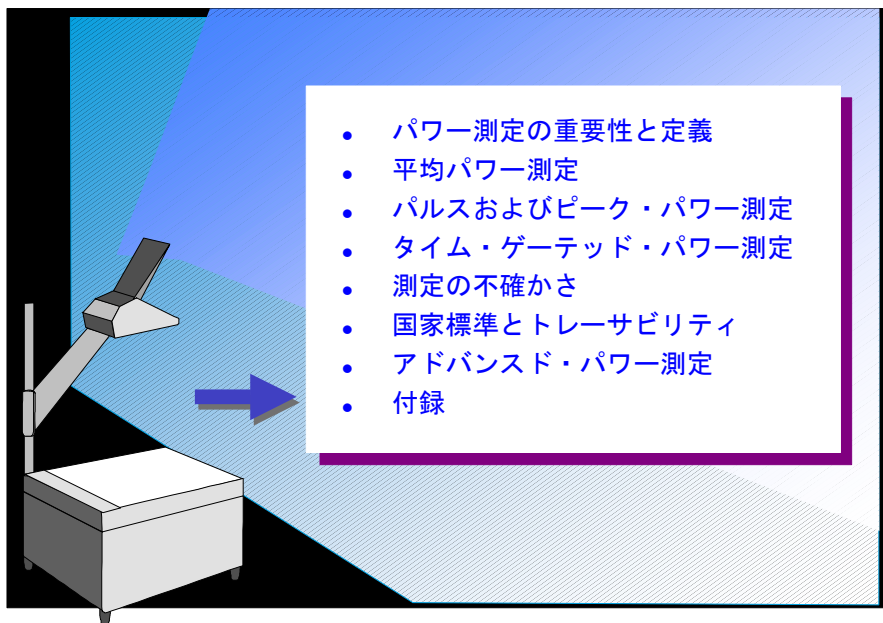 ● パワー測定の重要性と定義
● 平均パワー測定
● パルスおよびピーク・パワー測定
● タイム・ゲーテッド・パワー測定
● 測定の不確かさ
● 国家標準とトレーサビリティ
● アドバンスド・パワー測定
● 付録